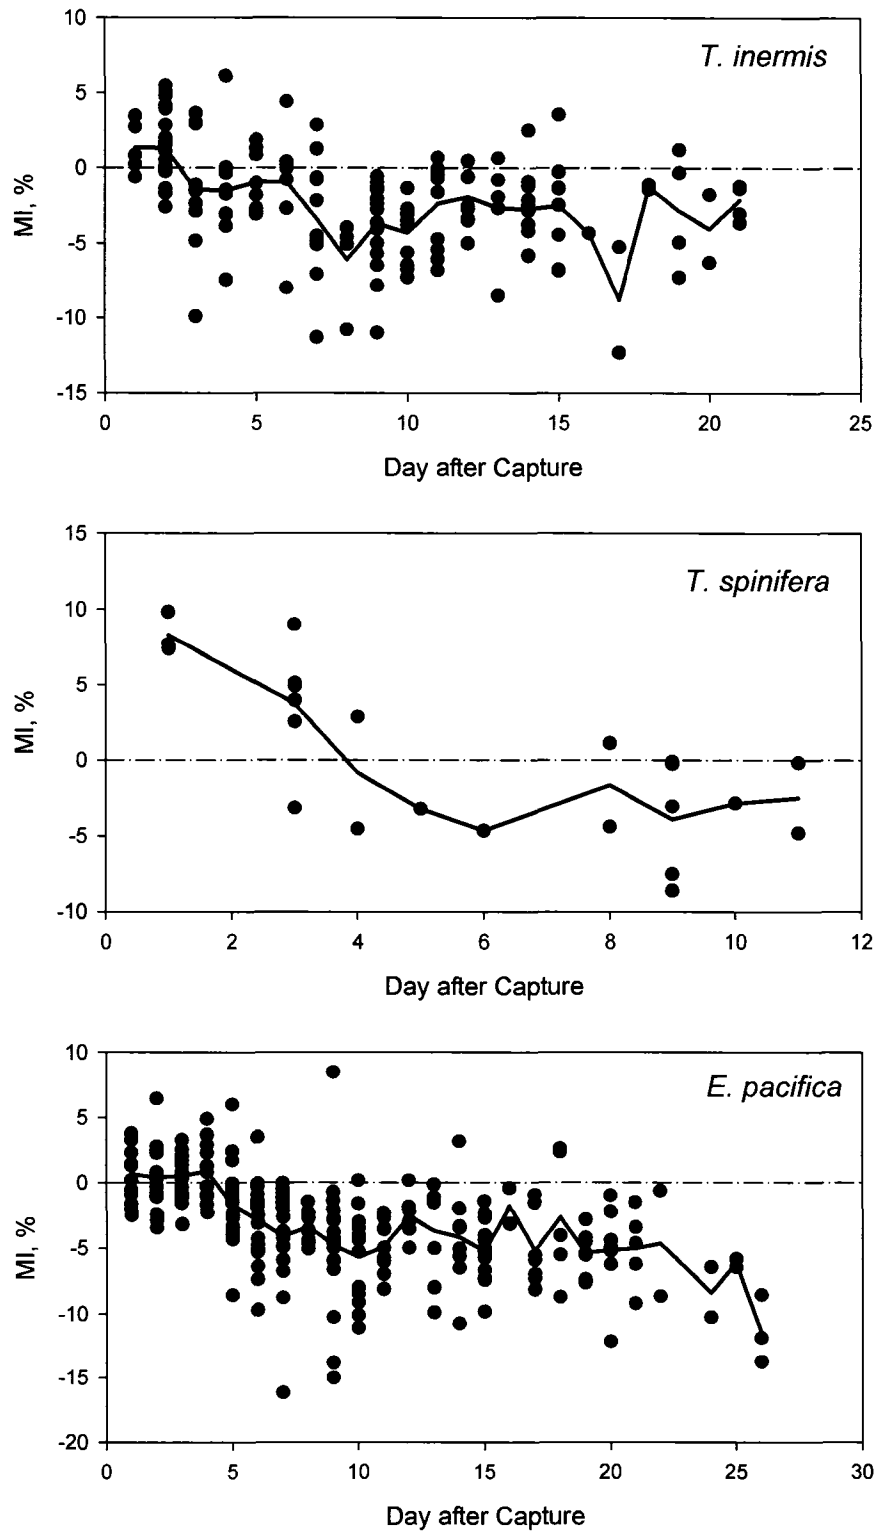 10
T. inermis
5
0
MI, %
-5
-10
-15
0 5 10 15 20 25
Day after Capture
15
T. spinifera
10
5
MI, %
0
-5
-10
0 2 4 6 8 10 12
Day after Capture
10
E. pacifica
5
0
MI, %
-5
-10
-15
-20
0 5 10 15 20 25 30
Day after Capture